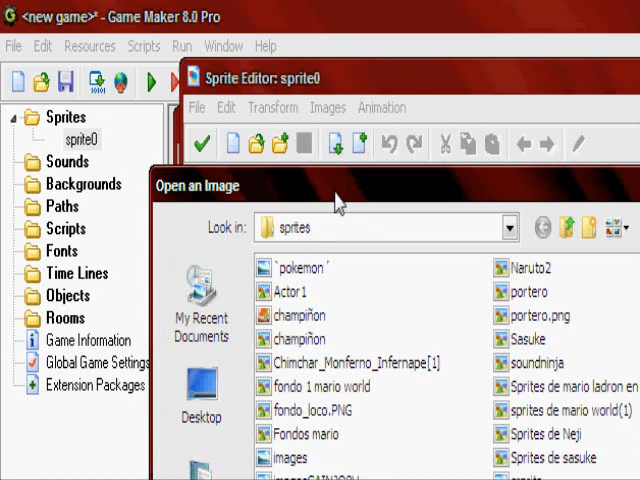 <new game>* - Game Maker 8.0 Pro
File Edit Resources Scripts Run Window Help
Sprite Editor: sprite0
File Edit Transform Images Animation
Sprites
sprite0
Sounds
Backgrounds
Paths
Scripts
Fonts
Time Lines
Objects
Rooms
Game Information
Global Game Settings
Extension Packages
Open an Image
Look in: sprites
My Recent
Documents
Desktop
`pokemon´
Actor1
champiñon
champiñon
Chimchar_Monferno_Infernape[1]
fondo 1 mario world
fondo_loco.PNG
Fondos mario
images
Naruto2
portero
portero.png
Sasuke
soundninja
Sprites de mario ladron en
sprites de mario world(1)
Sprites de Neji
Sprites de sasuke